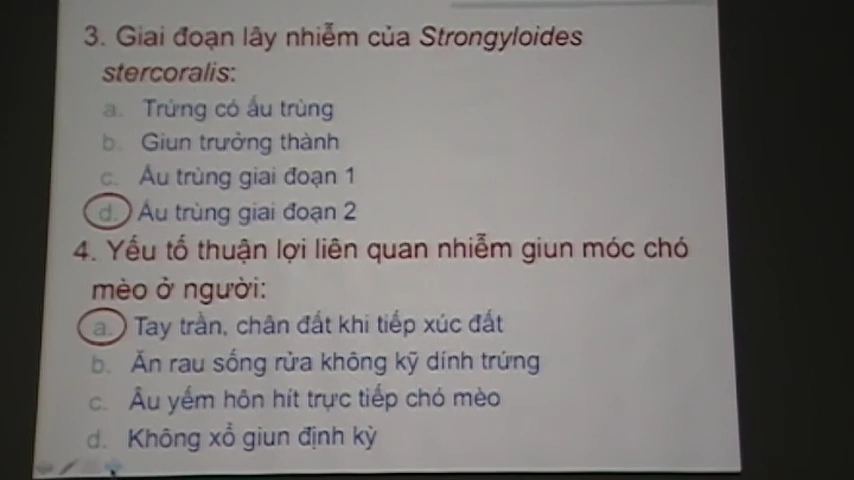 3. Giai đoạn lây nhiễm của Strongyloides
stercoralis:
a. Trứng có ấu trùng
b. Giun trưởng thành
c. Ấu trùng giai đoạn 1
d. Ấu trùng giai đoạn 2
4. Yếu tố thuận lợi liên quan nhiễm giun móc chó
mèo ở người:
a. Tay trần, chân đất khi tiếp xúc đất
b. Ăn rau sống rửa không kỹ dính trứng
c. Âu yếm hôn hít trực tiếp chó mèo
d. Không xổ giun định kỳ